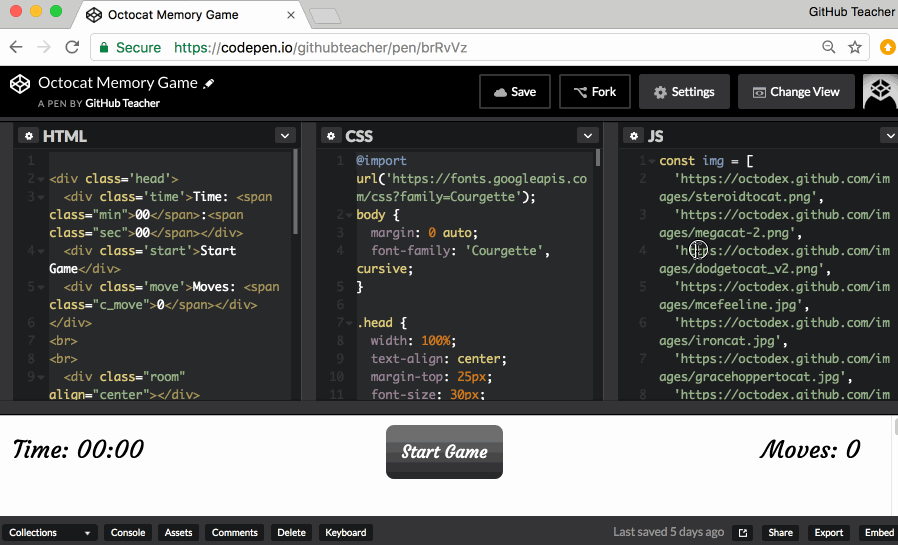 Octocat Memory Game
GitHub Teacher
Secure https://codepen.io/githubteacher/pen/brRvVz
Octocat Memory Game
A PEN BY GitHub Teacher
Save
Fork
Settings
Change View
HTML
1
2 <div class='head'>
3 <div class='time'>Time: <span
class="min">00</span>:<span
class="sec">00</span></div>
4 <div class='start'>Start
Game</div>
5 <div class='move'>Moves: <span
class="c_move">0</span></div>
6 </div>
7 <br>
8 <br>
9 <div class="room"
align="center"></div>
CSS
1 @import
url('https://fonts.googleapis.co
m/css?family=Courgette');
2 body {
3 margin: 0 auto;
4 font-family: 'Courgette',
cursive;
5 }
6
7 .head {
8 width: 100%;
9 text-align: center;
10 margin-top: 25px;
11 font-size: 30px;
JS
1 const img = [
2 'https://octodex.github.com/im
ages/steroidtocat.png',
3 'https://octodex.github.com/im
ages/megacat-2.png',
4 'https://octodex.github.com/im
ages/dodgetocat_v2.png',
5 'https://octodex.github.com/im
ages/mcefeeline.jpg',
6 'https://octodex.github.com/im
ages/ironcat.jpg',
7 'https://octodex.github.com/im
ages/gracehoppertocat.jpg',
8 'https://octodex.github.com/im
Time: 00:00
Start Game
Moves: 0
Collections
Console
Assets
Comments
Delete
Keyboard
Last saved 5 days ago
Share
Export
Embed